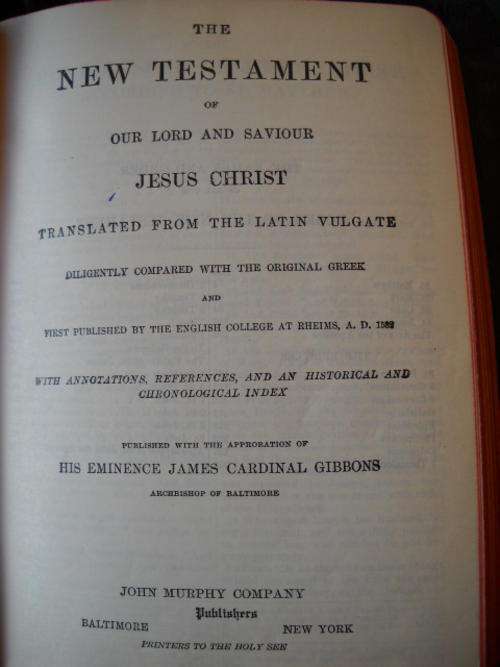 THE
NEW TESTAMENT
OF
OUR LORD AND SAVIOUR
JESUS CHRIST
TRANSLATED FROM THE LATIN VULGATE
DILIGENTLY COMPARED WITH THE ORIGINAL GREEK
AND
FIRST PUBLISHED BY THE ENGLISH COLLEGE AT RHEIMS, A. D. 1582
WITH ANNOTATIONS, REFERENCES, AND AN HISTORICAL AND
CHRONOLOGICAL INDEX
PUBLISHED WITH THE APPROBATION OF
HIS EMINENCE JAMES CARDINAL GIBBONS
ARCHBISHOP OF BALTIMORE
JOHN MURPHY COMPANY
Publishers
BALTIMORE NEW YORK
PRINTERS TO THE HOLY SEE